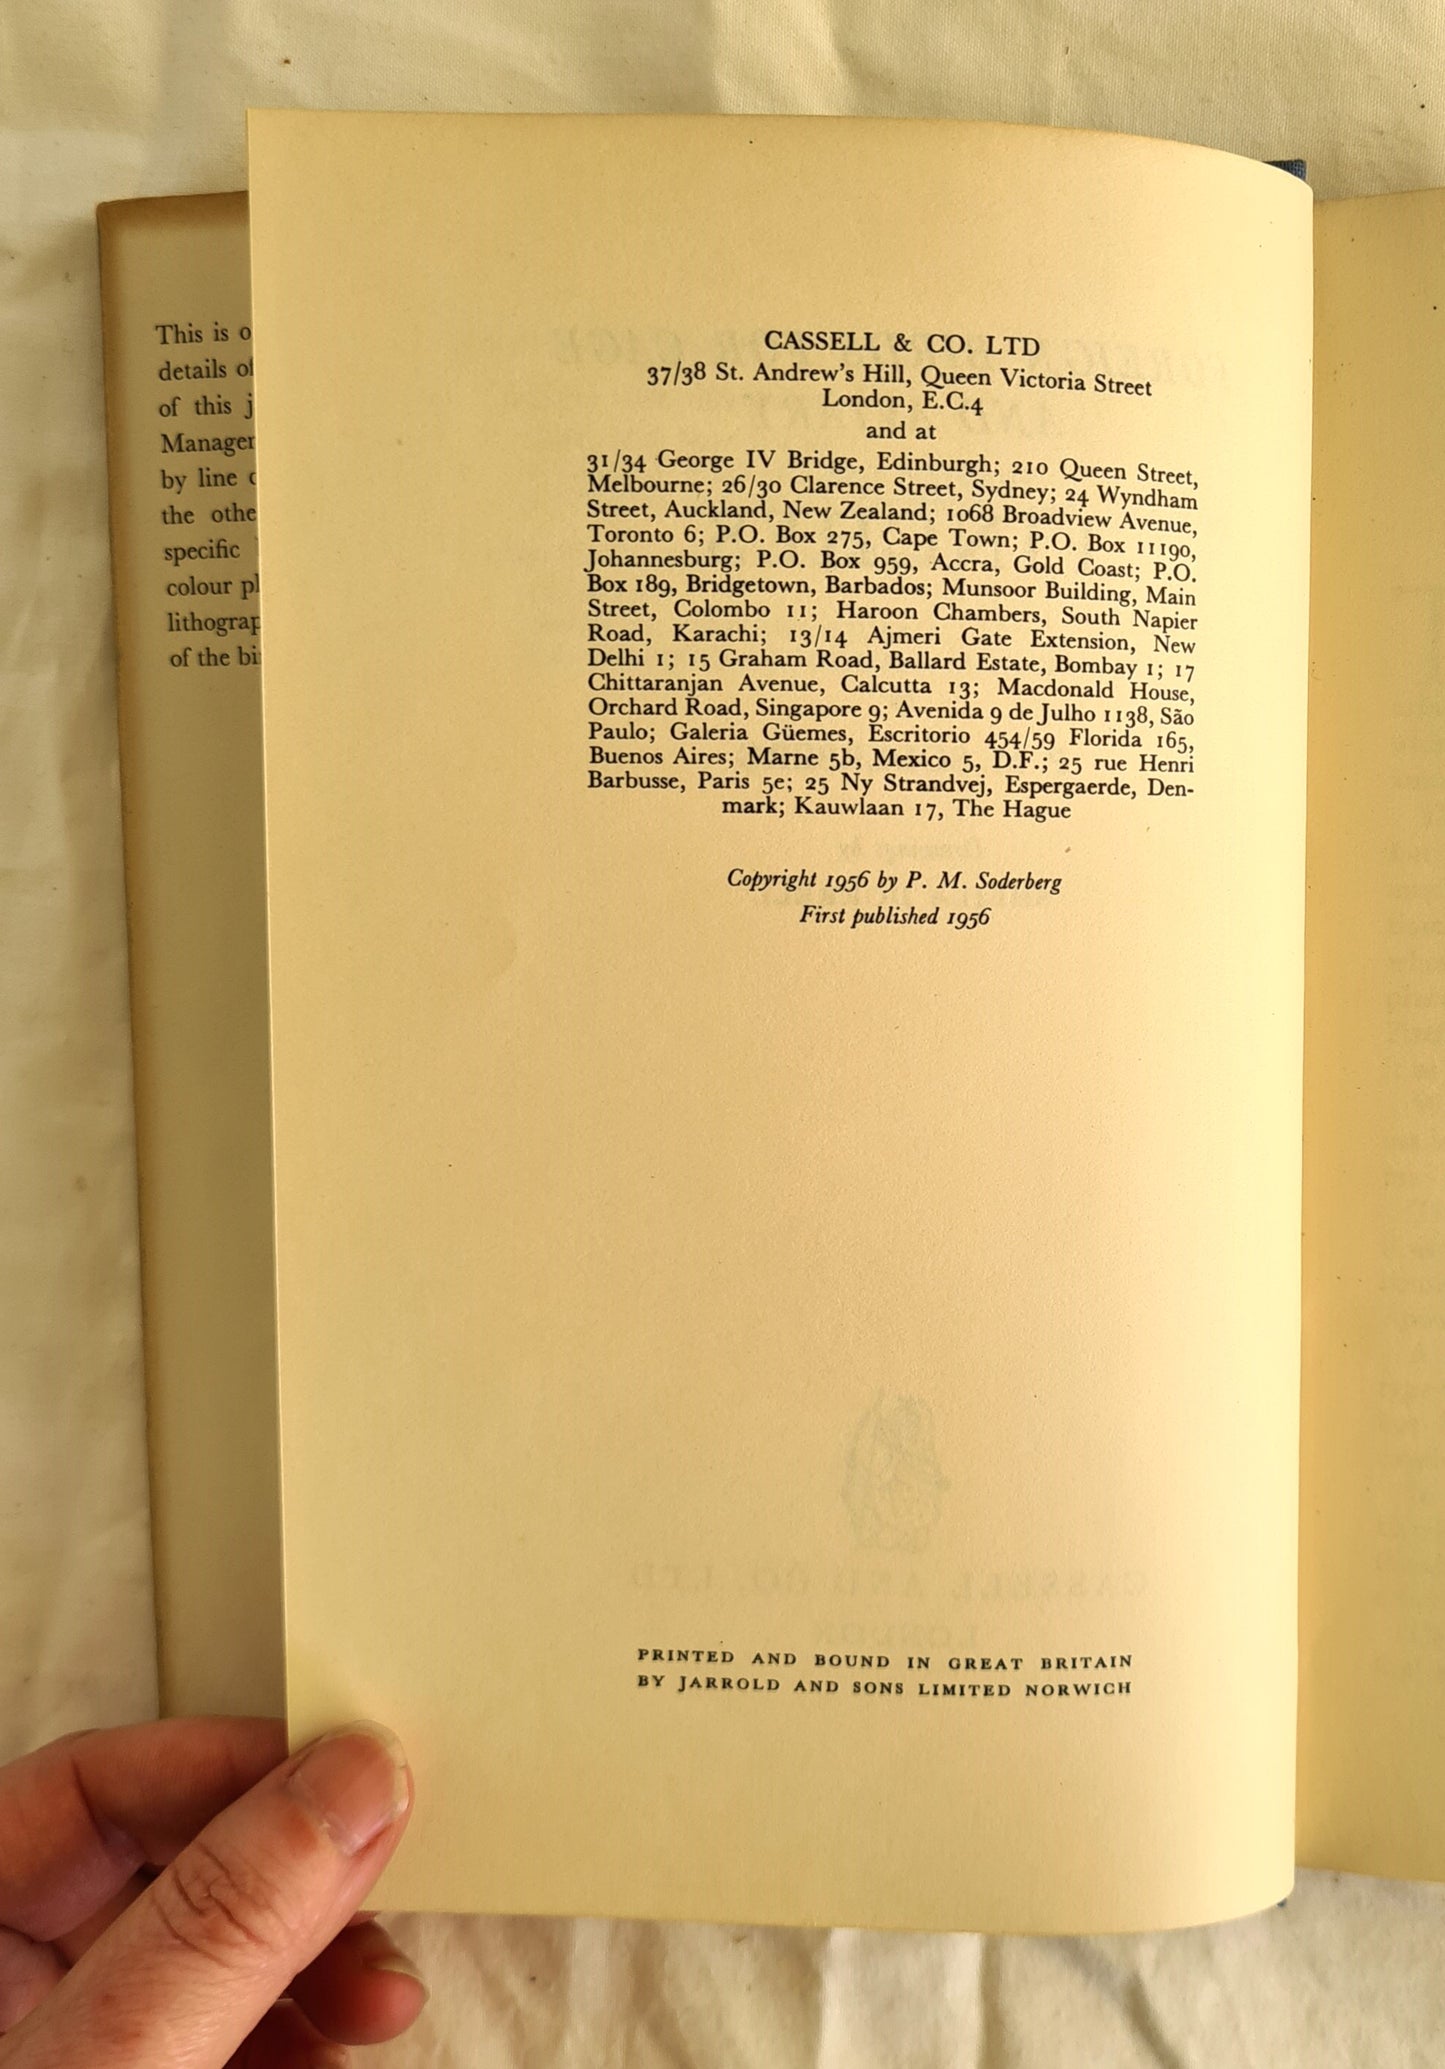 This is o
details of
of this j
Manager
by line
the othe
specific
colour pl
lithograp
of the bi
CASSELL & CO. LTD
37/38 St. Andrew's Hill, Queen Victoria Street
London, E.C.4
and at
31/34 George IV Bridge, Edinburgh; 210 Queen Street,
Melbourne; 26/30 Clarence Street, Sydney; 24 Wyndham
Street, Auckland, New Zealand; 1068 Broadview Avenue,
Toronto 6; P.O. Box 275, Cape Town; P.O. Box 11190,
Johannesburg; P.O. Box 959, Accra, Gold Coast; P.O.
Box 189, Bridgetown, Barbados; Munsoor Building, Main
Street, Colombo 11; Haroon Chambers, South Napier
Road, Karachi; 13/14 Ajmeri Gate Extension, New
Delhi 1; 15 Graham Road, Ballard Estate, Bombay 1; 17
Chittaranjan Avenue, Calcutta 13; Macdonald House,
Orchard Road, Singapore 9; Avenida 9 de Julho 1138, São
Paulo; Galeria Güemes, Escritorio 454/59 Florida 165,
Buenos Aires; Marne 5b, Mexico 5, D.F.; 25 rue Henri
Barbusse, Paris 5e; 25 Ny Strandvej, Espergaerde, Den-
mark; Kauwlaan 17, The Hague
Copyright 1956 by P. M. Soderberg
First published 1956
PRINTED AND BOUND IN GREAT BRITAIN
BY JARROLD AND SONS LIMITED NORWICH